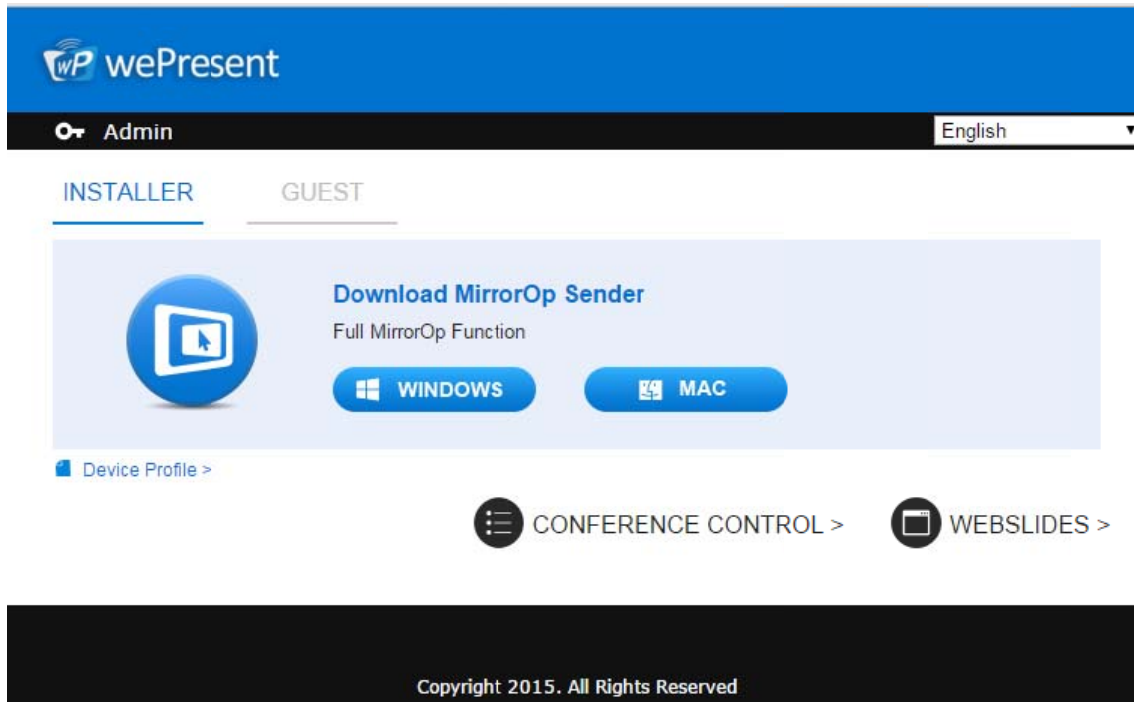 WP wePresent
Admin
English
INSTALLER GUEST
Download MirrorOp Sender
Full MirrorOp Function
WINDOWS MAC
Device Profile >
CONFERENCE CONTROL > WEBSLIDES >
Copyright 2015. All Rights Reserved